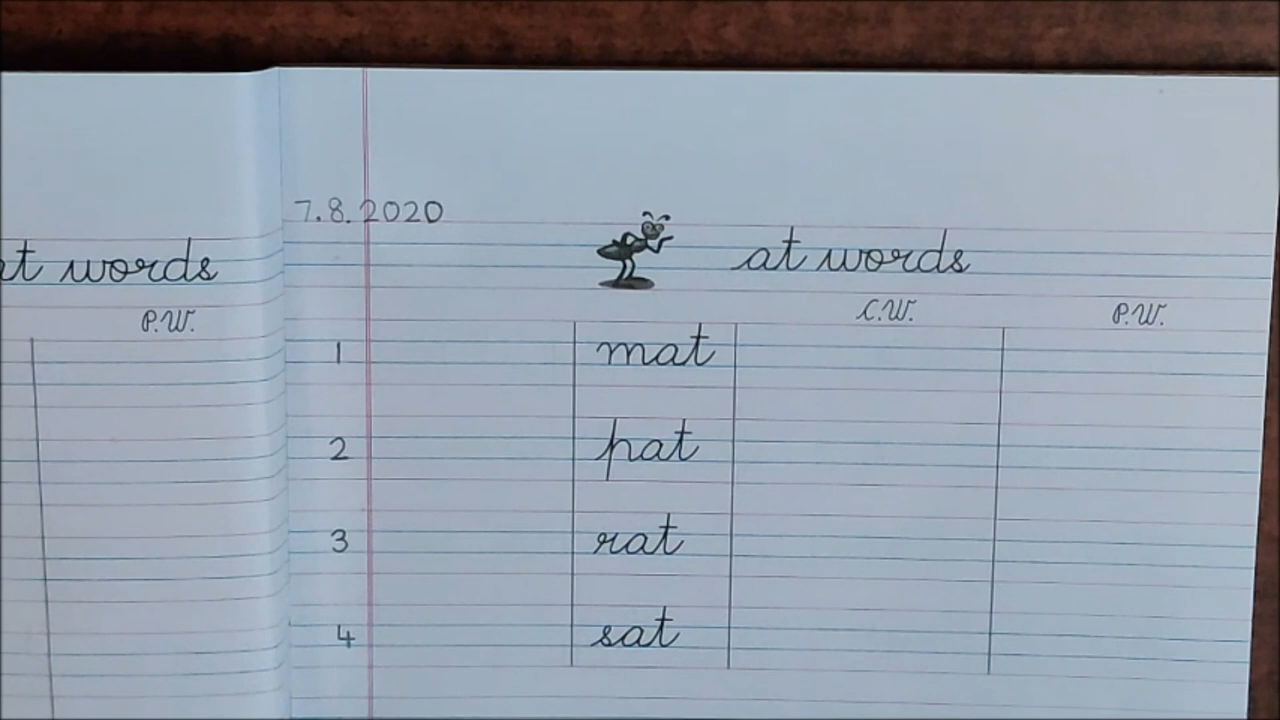 t words
P.W.
7.8.2020
at words
C.W. P.W.
1 mat
2 pat
3 rat
4 sat